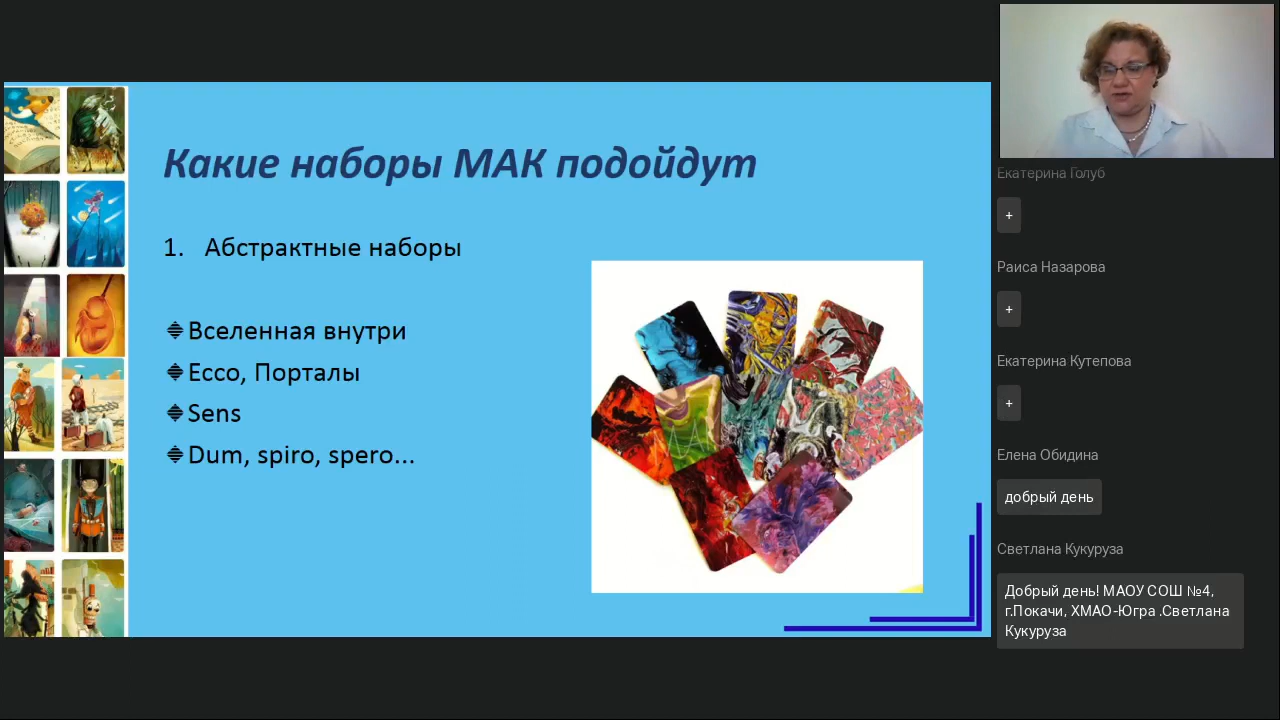 Какие наборы МАК подойдут
1. Абстрактные наборы
Вселенная внутри
Ecco, Порталы
Sens
Dum, spiro, spero...
Екатерина Голуб
+
Раиса Назарова
+
Екатерина Кутепова
+
Елена Обидина
добрый день
Светлана Кукуруза
Добрый день! МАОУ СОШ №4,
г.Покачи, ХМАО-Югра .Светлана
Кукуруза